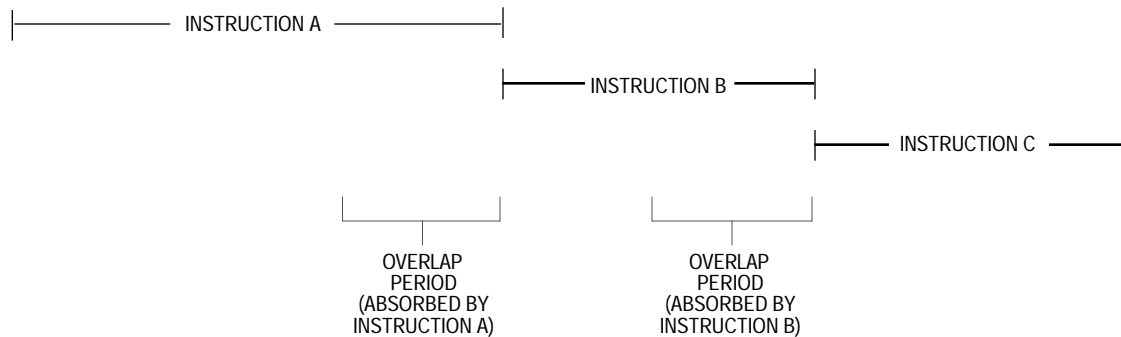 INSTRUCTION A
INSTRUCTION B
INSTRUCTION C
OVERLAP
PERIOD
(ABSORBED BY
INSTRUCTION A)
OVERLAP
PERIOD
(ABSORBED BY
INSTRUCTION B)